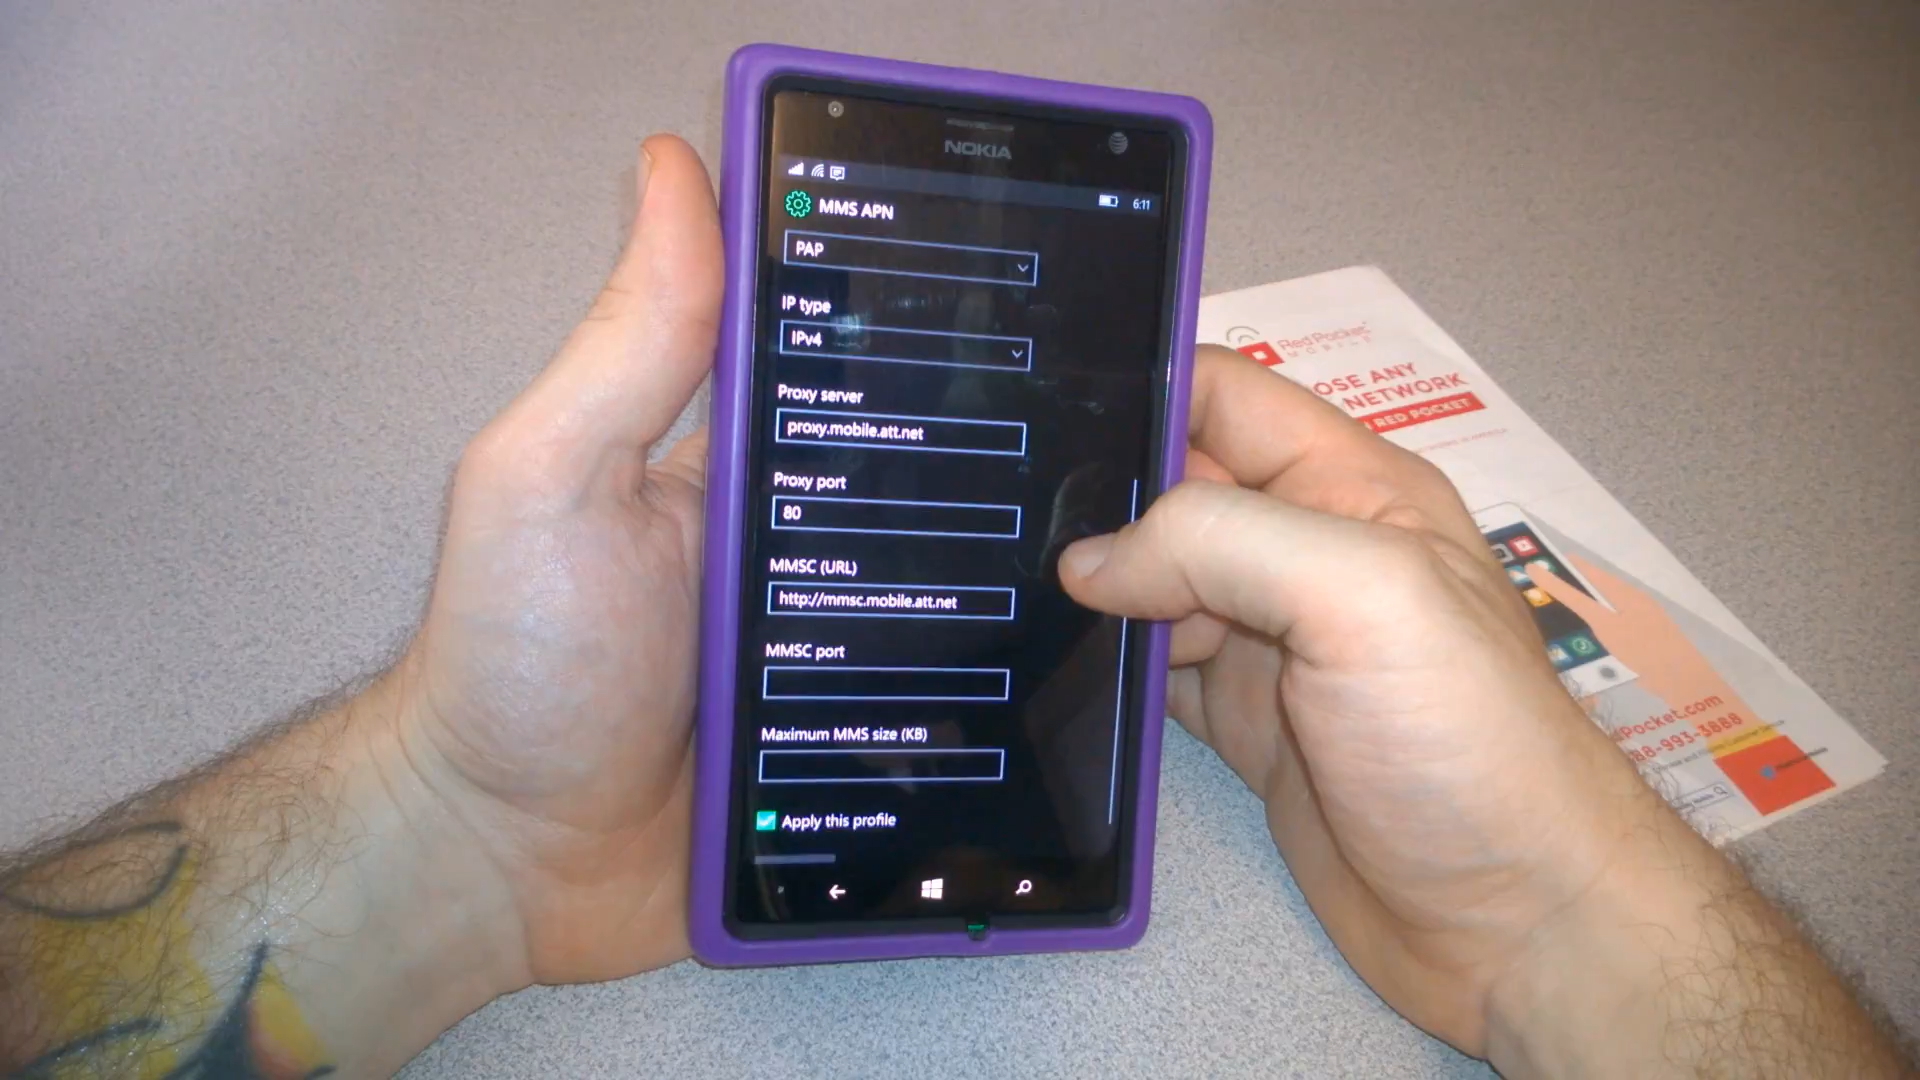 NOKIA
6:11
MMS APN
PAP
IP type
IPv4
Proxy server
proxy.mobile.att.net
Proxy port
80
MMSC (URL)
http://mmsc.mobile.att.net
MMSC port
Maximum MMS size (KB)
Apply this profile
Red Pocket
MOBILE
OSE ANY
NETWORK
RED POCKET
dPocket.com
88-993-3888